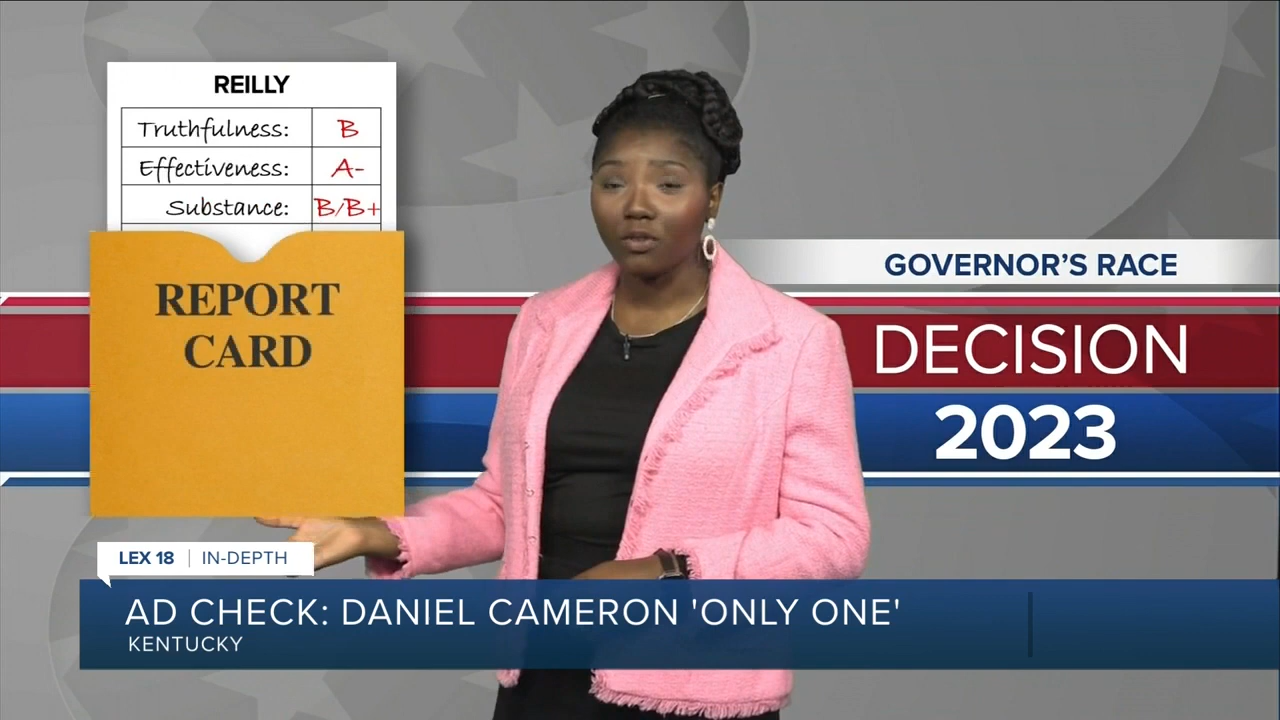 REILLY
Truthfulness: B
Effectiveness: A-
Substance: B/B+
REPORT
CARD
GOVERNOR'S RACE
DECISION
2023
LEX 18 | IN-DEPTH
AD CHECK: DANIEL CAMERON 'ONLY ONE'
KENTUCKY